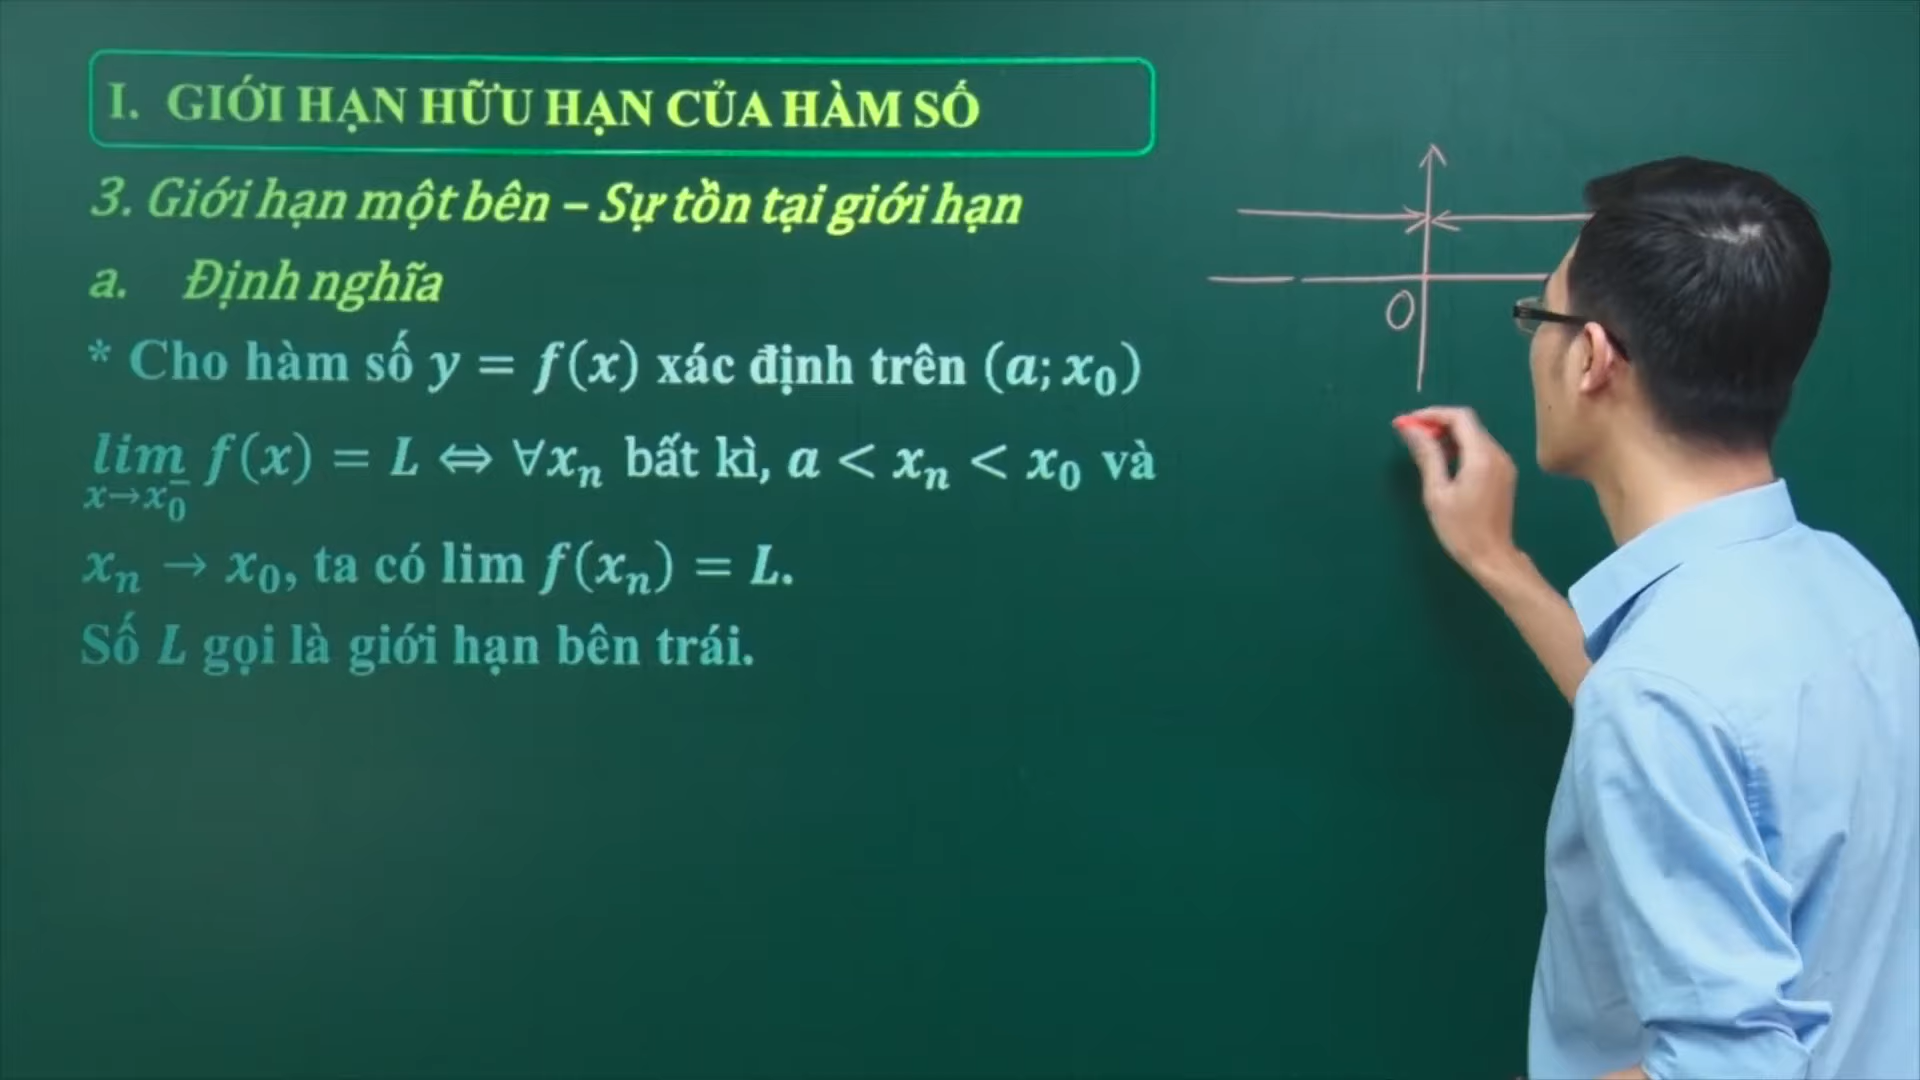 I. GIỚI HẠN HỮU HẠN CỦA HÀM SỐ
3. Giới hạn một bên – Sự tồn tại giới hạn
a. Định nghĩa
* Cho hàm số y = f(x) xác định trên (a; x₀)
lim f(x) = L ⇔ ∀xₙ bất kì, a < xₙ < x₀ và
x→x₀⁻
xₙ → x₀, ta có lim f(xₙ) = L.
Số L gọi là giới hạn bên trái.
O